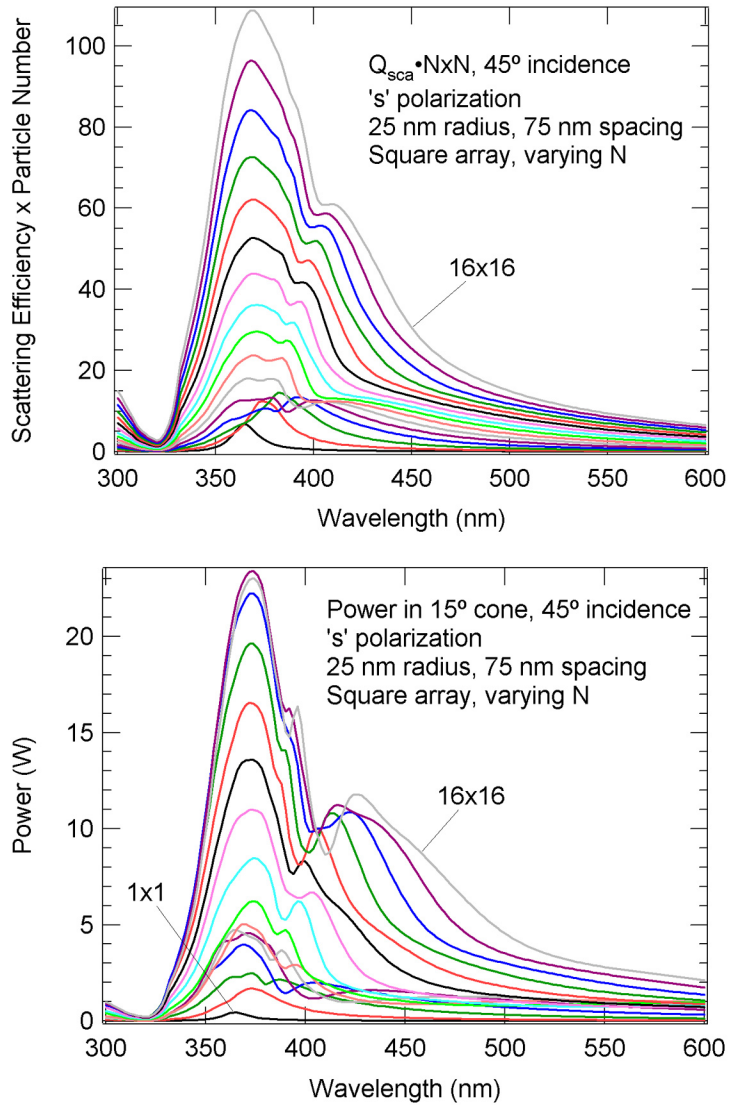 100
80
60
40
20
0
Scattering Efficiency x Particle Number
Qsca•NxN, 45º incidence
's' polarization
25 nm radius, 75 nm spacing
Square array, varying N
16x16
300 350 400 450 500 550 600
Wavelength (nm)
20
15
10
5
0
Power (W)
Power in 15º cone, 45º incidence
's' polarization
25 nm radius, 75 nm spacing
Square array, varying N
16x16
1x1
300 350 400 450 500 550 600
Wavelength (nm)